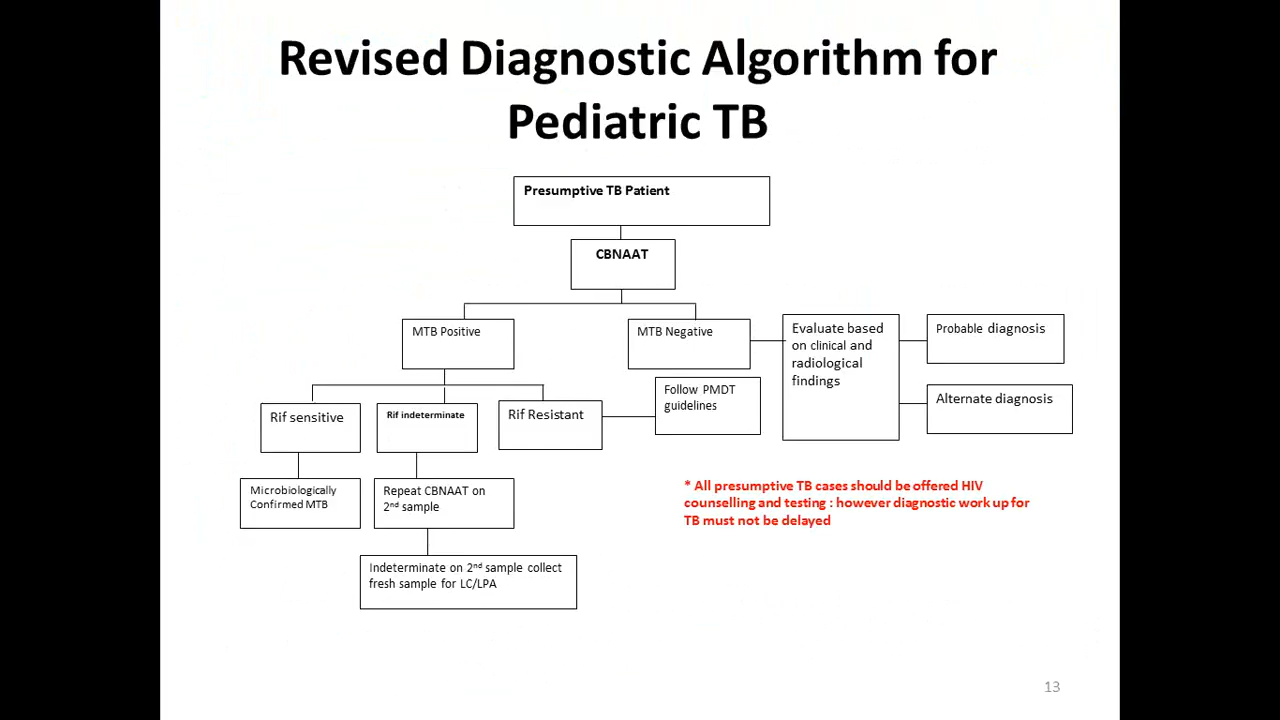 Revised Diagnostic Algorithm for
Pediatric TB
Presumptive TB Patient
CBNAAT
MTB Positive
MTB Negative
Evaluate based
on clinical and
radiological
findings
Probable diagnosis
Alternate diagnosis
Follow PMDT
guidelines
Rif sensitive
Rif indeterminate
Rif Resistant
Microbiologically
Confirmed MTB
Repeat CBNAAT on
2nd sample
Indeterminate on 2nd sample collect
fresh sample for LC/LPA
* All presumptive TB cases should be offered HIV
counselling and testing : however diagnostic work up for
TB must not be delayed
13